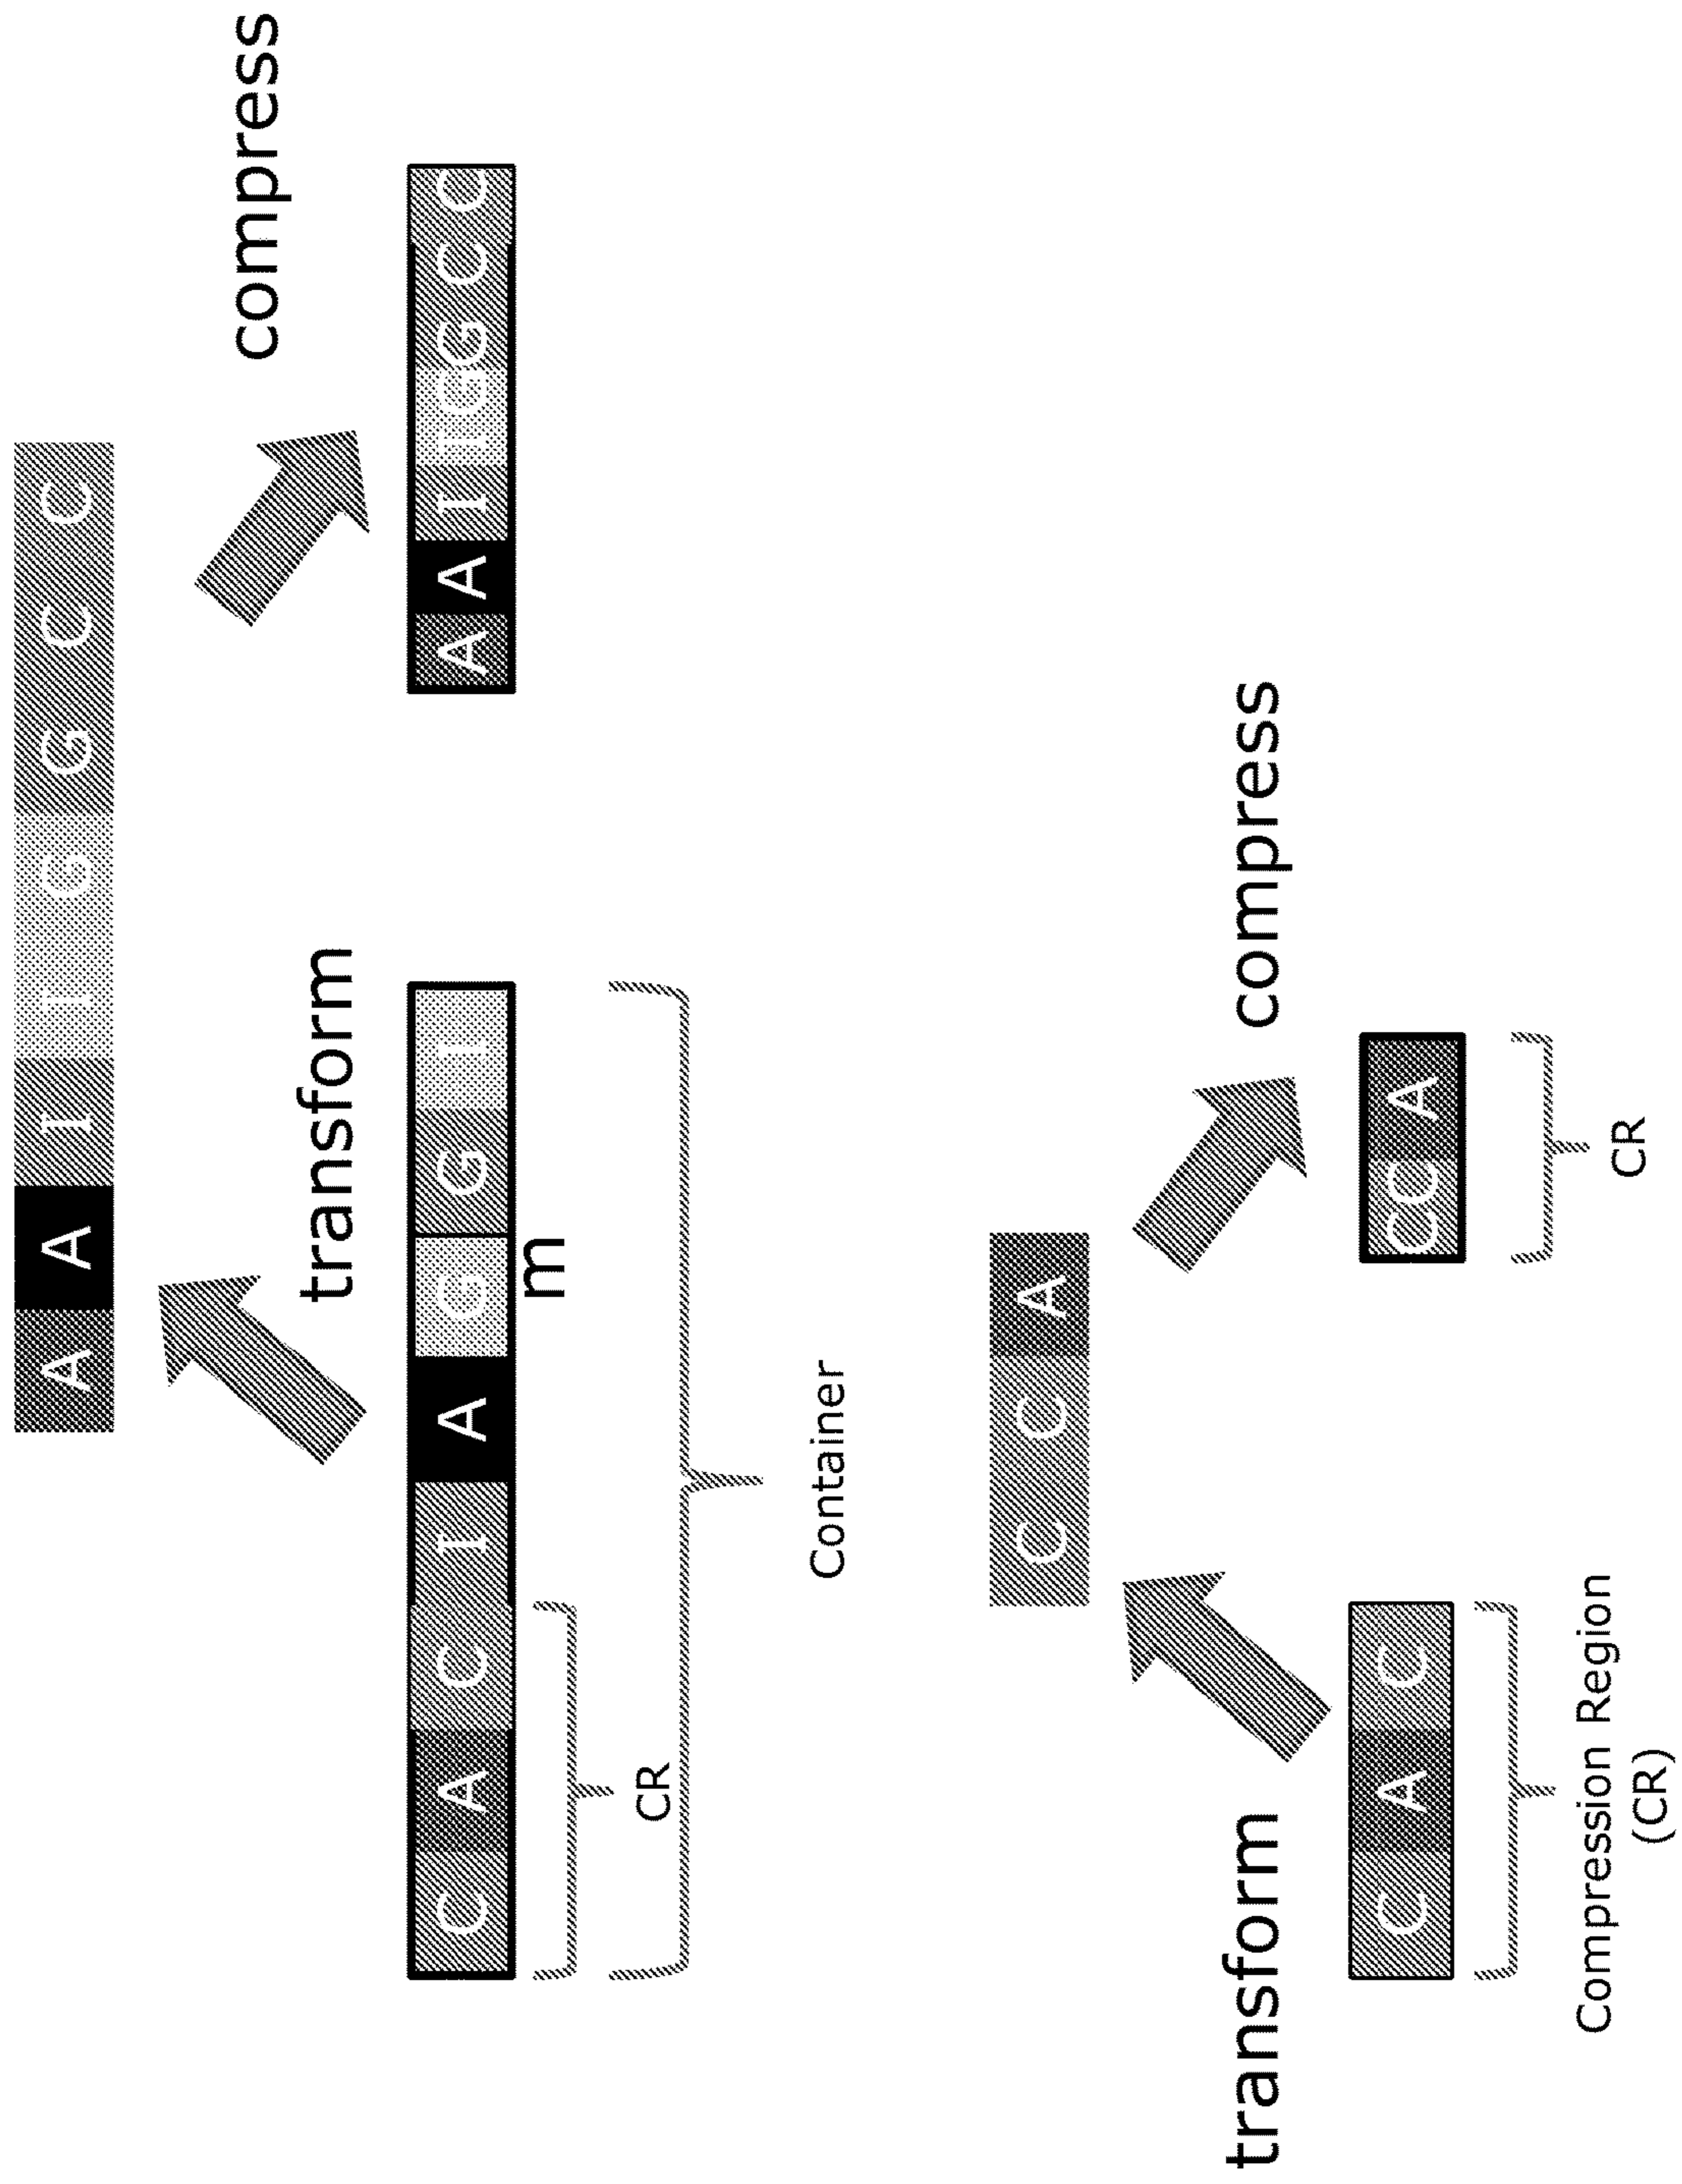 A A I I G G C C
compress
transform
C A C I A G G I
A A I I G G C C
m
CR
Container
C C A
transform
compress
C A C
CC A
Compression Region
(CR)
CR